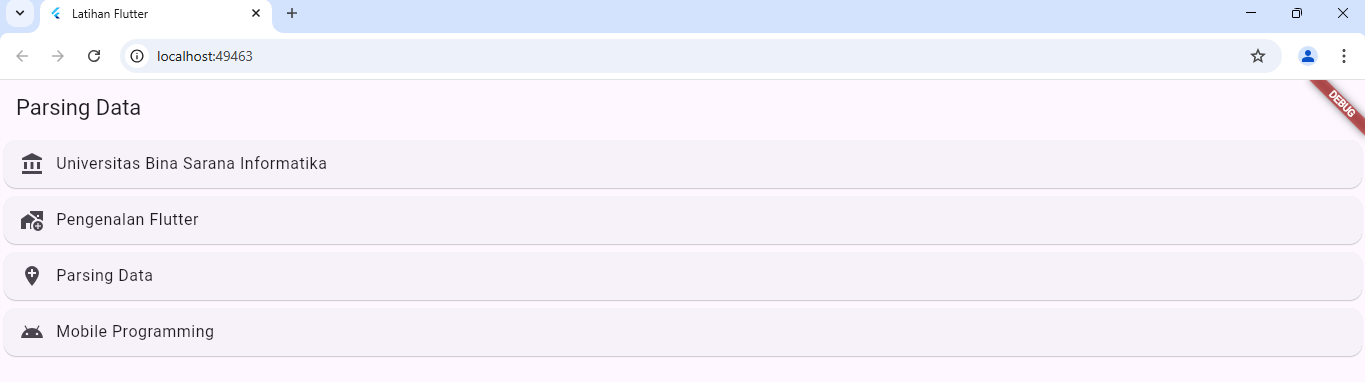 Latihan Flutter
localhost:49463
Parsing Data
DEBUG
Universitas Bina Sarana Informatika
Pengenalan Flutter
Parsing Data
Mobile Programming